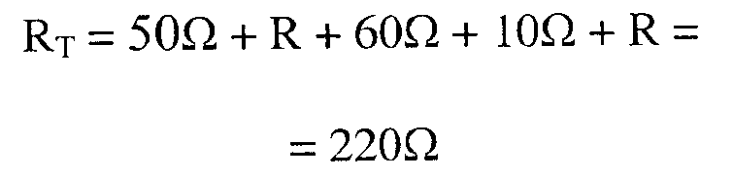 R_T = 50Ω + R + 60Ω + 10Ω + R =
= 220Ω